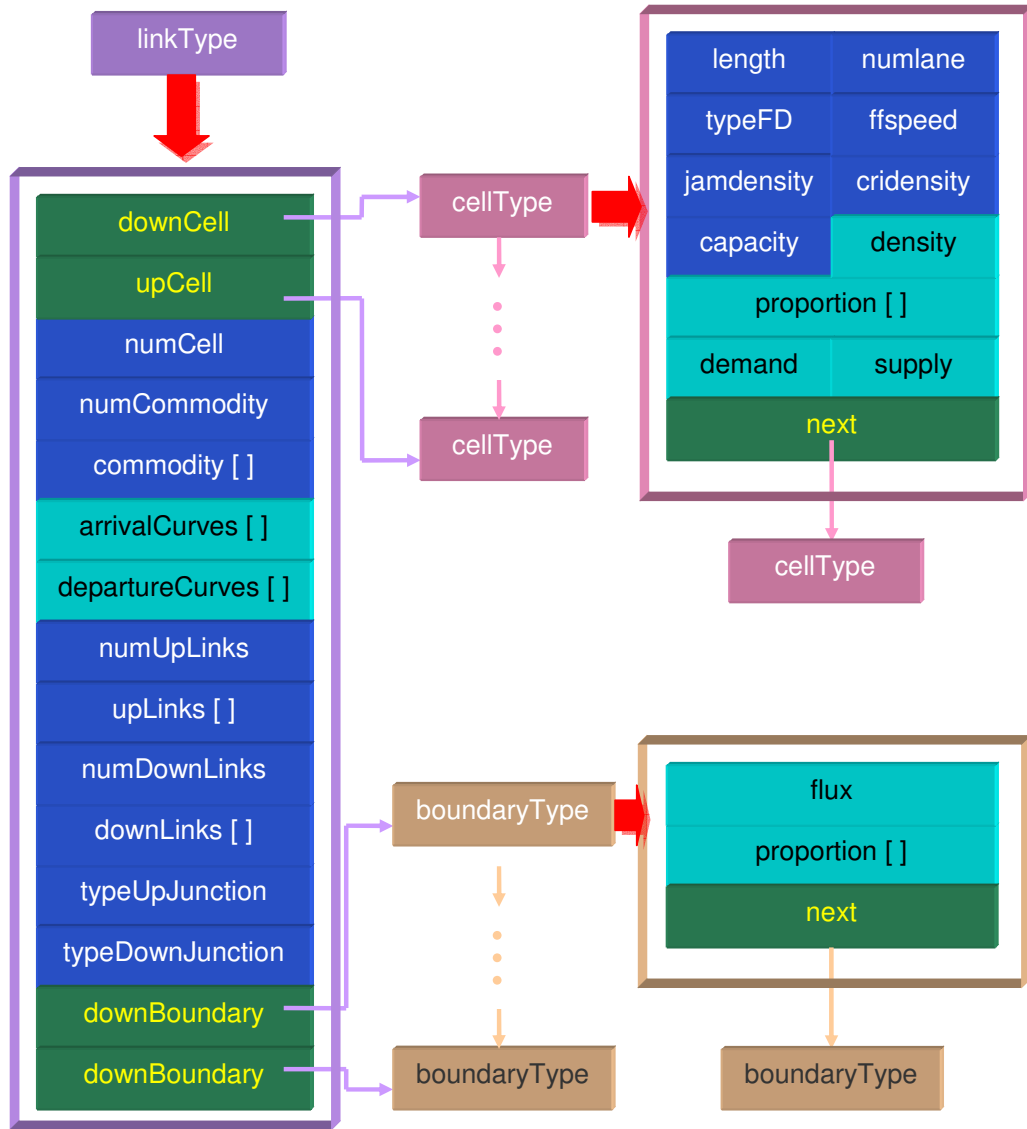 linkType
downCell
upCell
numCell
numCommodity
commodity [ ]
arrivalCurves [ ]
departureCurves [ ]
numUpLinks
upLinks [ ]
numDownLinks
downLinks [ ]
typeUpJunction
typeDownJunction
downBoundary
downBoundary
cellType
cellType
length numlane
typeFD ffspeed
jamdensity cridensity
capacity density
proportion [ ]
demand supply
next
cellType
boundaryType
boundaryType
flux
proportion [ ]
next
boundaryType